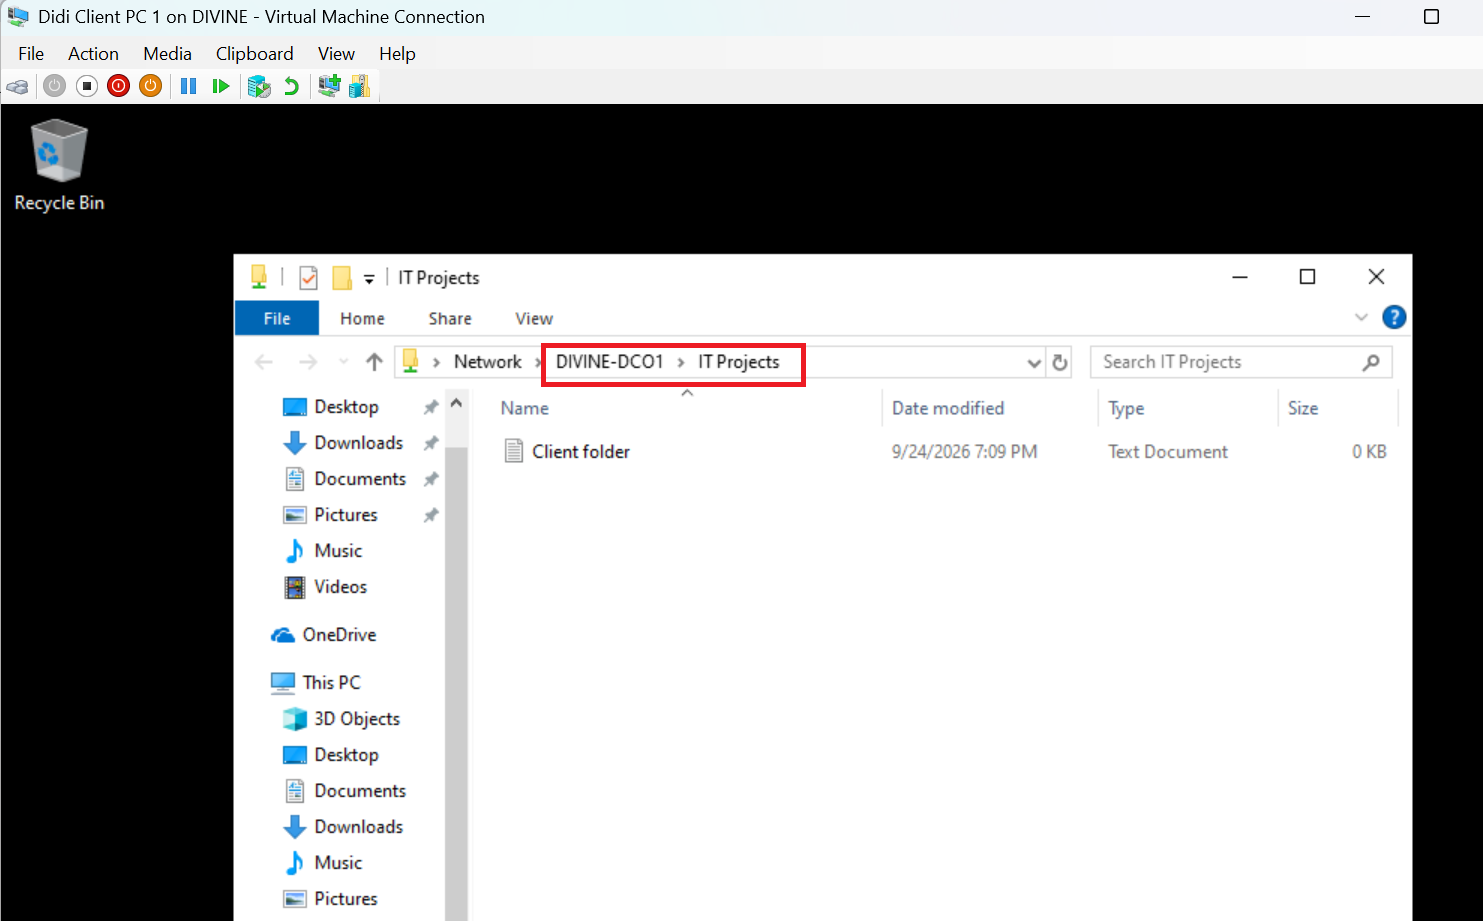 Didi Client PC 1 on DIVINE - Virtual Machine Connection
File Action Media Clipboard View Help
Recycle Bin
IT Projects
File Home Share View
Network DIVINE-DCO1 IT Projects
Search IT Projects
Name Date modified Type Size
Client folder 9/24/2026 7:09 PM Text Document 0 KB
Desktop
Downloads
Documents
Pictures
Music
Videos
OneDrive
This PC
3D Objects
Desktop
Documents
Downloads
Music
Pictures